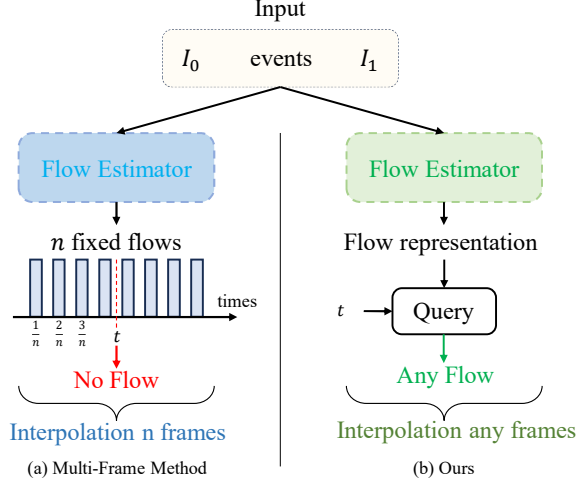 Input
I₀ events I₁
Flow Estimator
n fixed flows
times
1/n 2/n 3/n t
No Flow
Interpolation n frames
(a) Multi-Frame Method
Flow Estimator
Flow representation
t Query
Any Flow
Interpolation any frames
(b) Ours